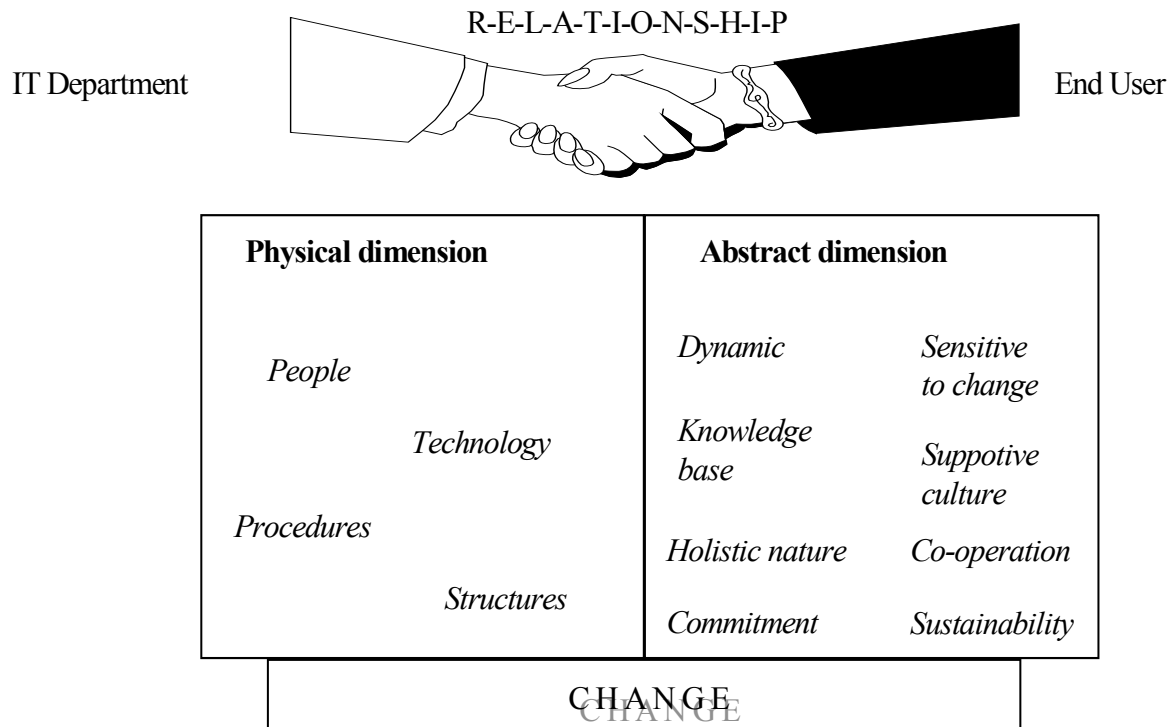 R-E-L-A-T-I-O-N-S-H-I-P
IT Department
End User
Physical dimension
People
Technology
Procedures
Structures
Abstract dimension
Dynamic
Sensitive
to change
Knowledge
base
Suppotive
culture
Holistic nature
Co-operation
Commitment
Sustainability
CHANGE
CHANGE